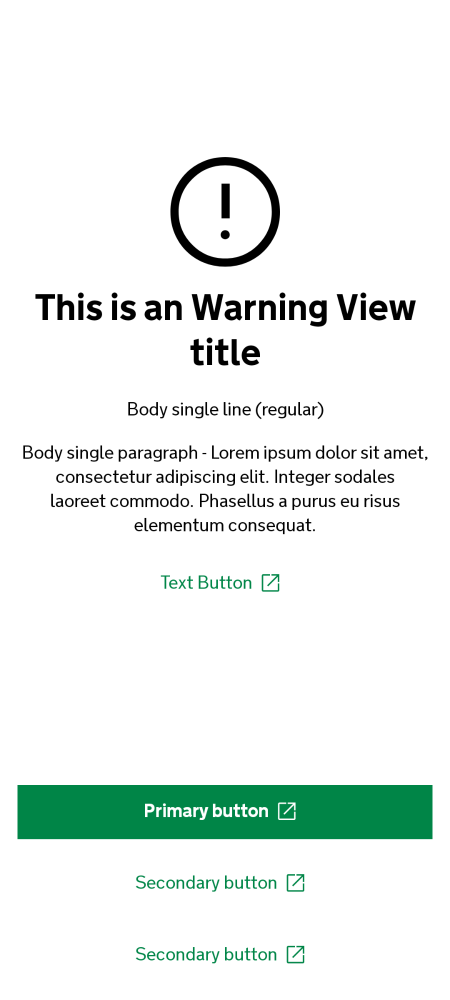 This is an Warning View
title
Body single line (regular)
Body single paragraph - Lorem ipsum dolor sit amet,
consectetur adipiscing elit. Integer sodales
laoreet commodo. Phasellus a purus eu risus
elementum consequat.
Text Button
Primary button
Secondary button
Secondary button